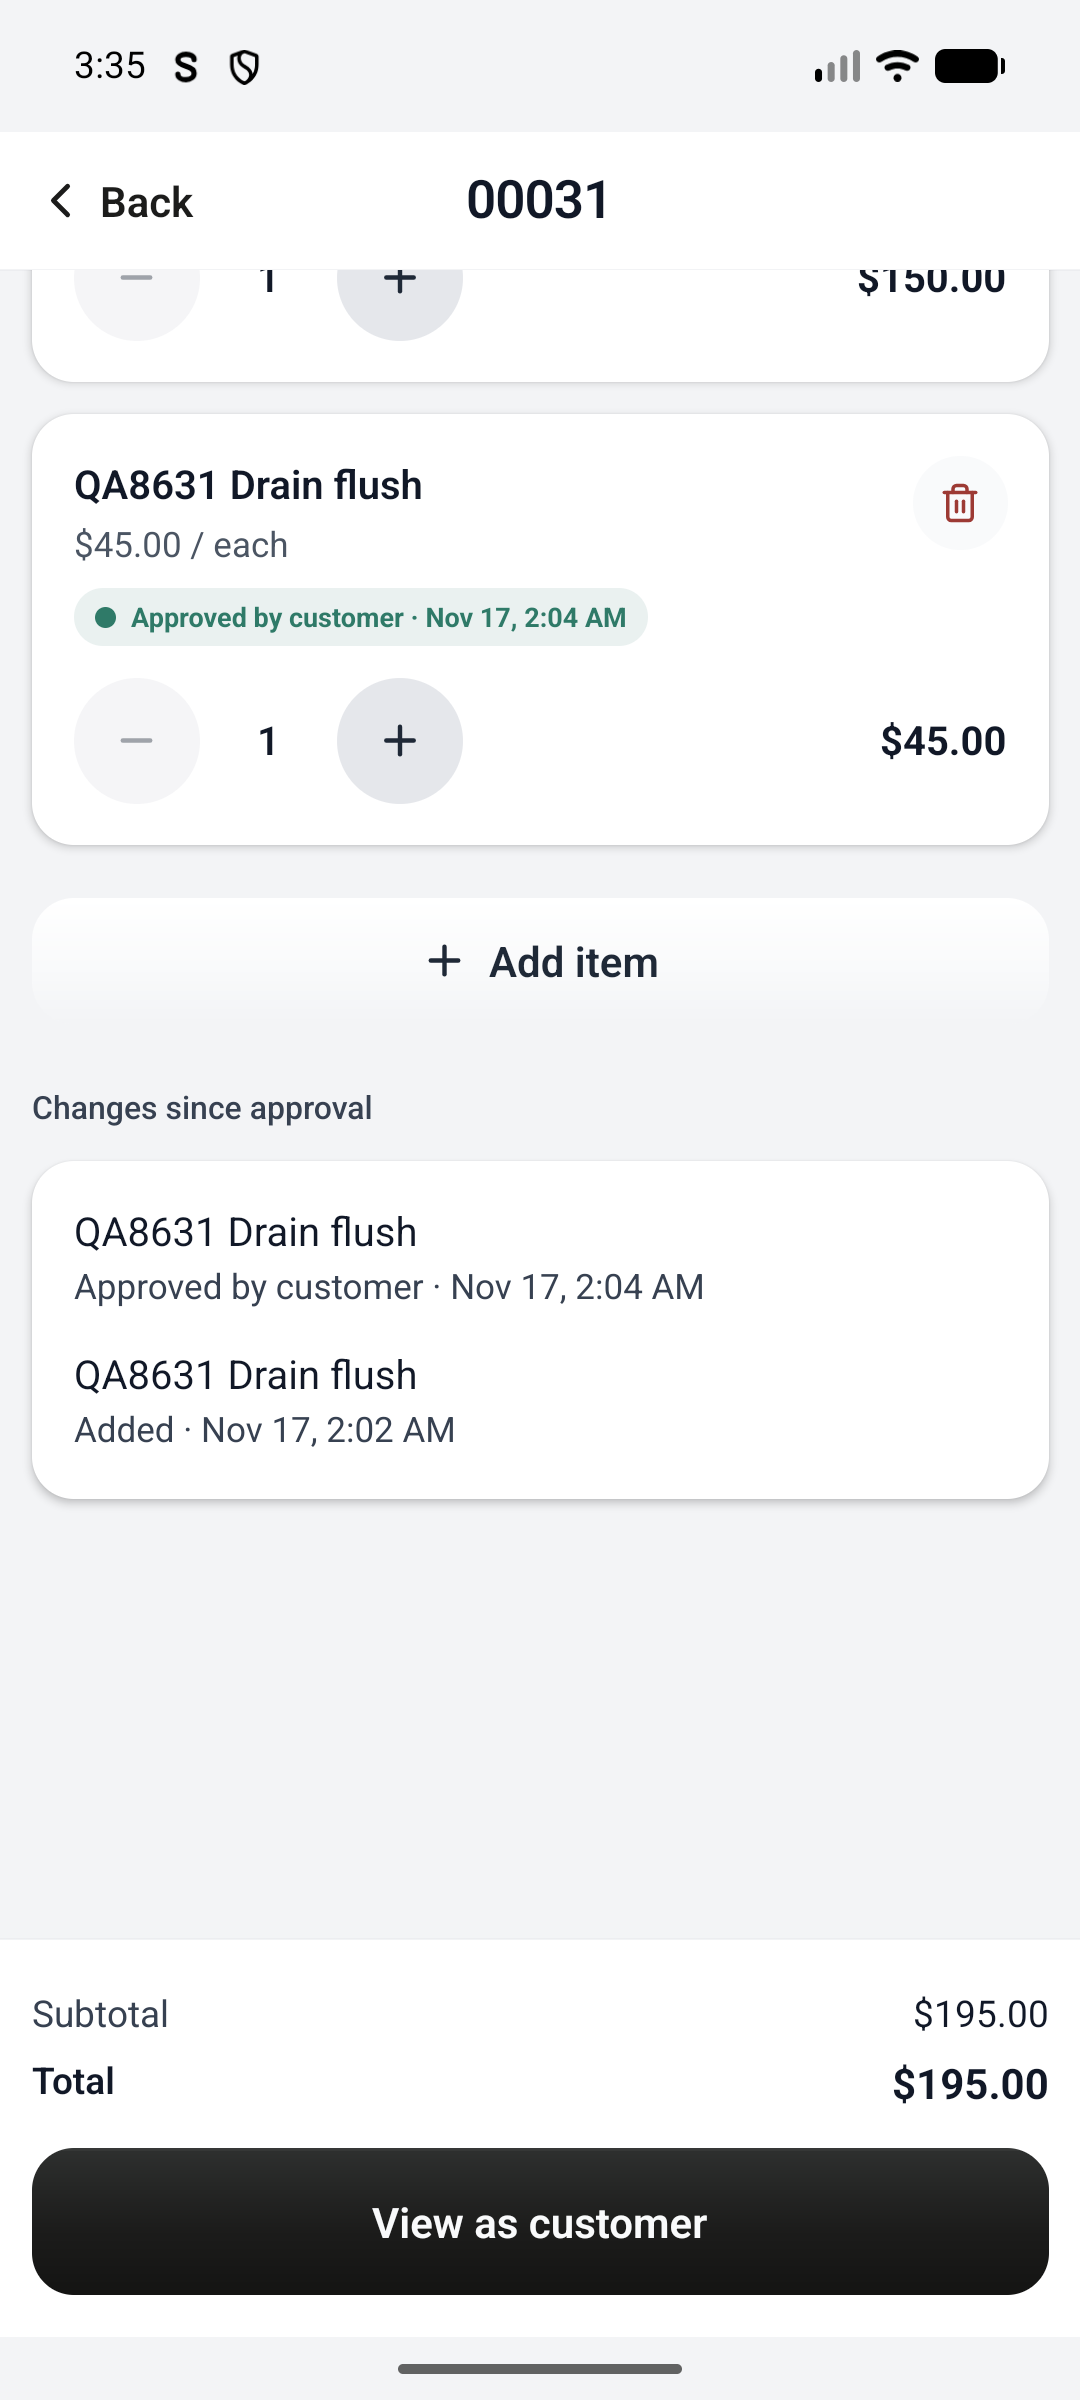 3:35 S
Back
00031
1
$150.00
QA8631 Drain flush
$45.00 / each
Approved by customer · Nov 17, 2:04 AM
1
$45.00
Add item
Changes since approval
QA8631 Drain flush
Approved by customer · Nov 17, 2:04 AM
QA8631 Drain flush
Added · Nov 17, 2:02 AM
Subtotal
$195.00
Total
$195.00
View as customer